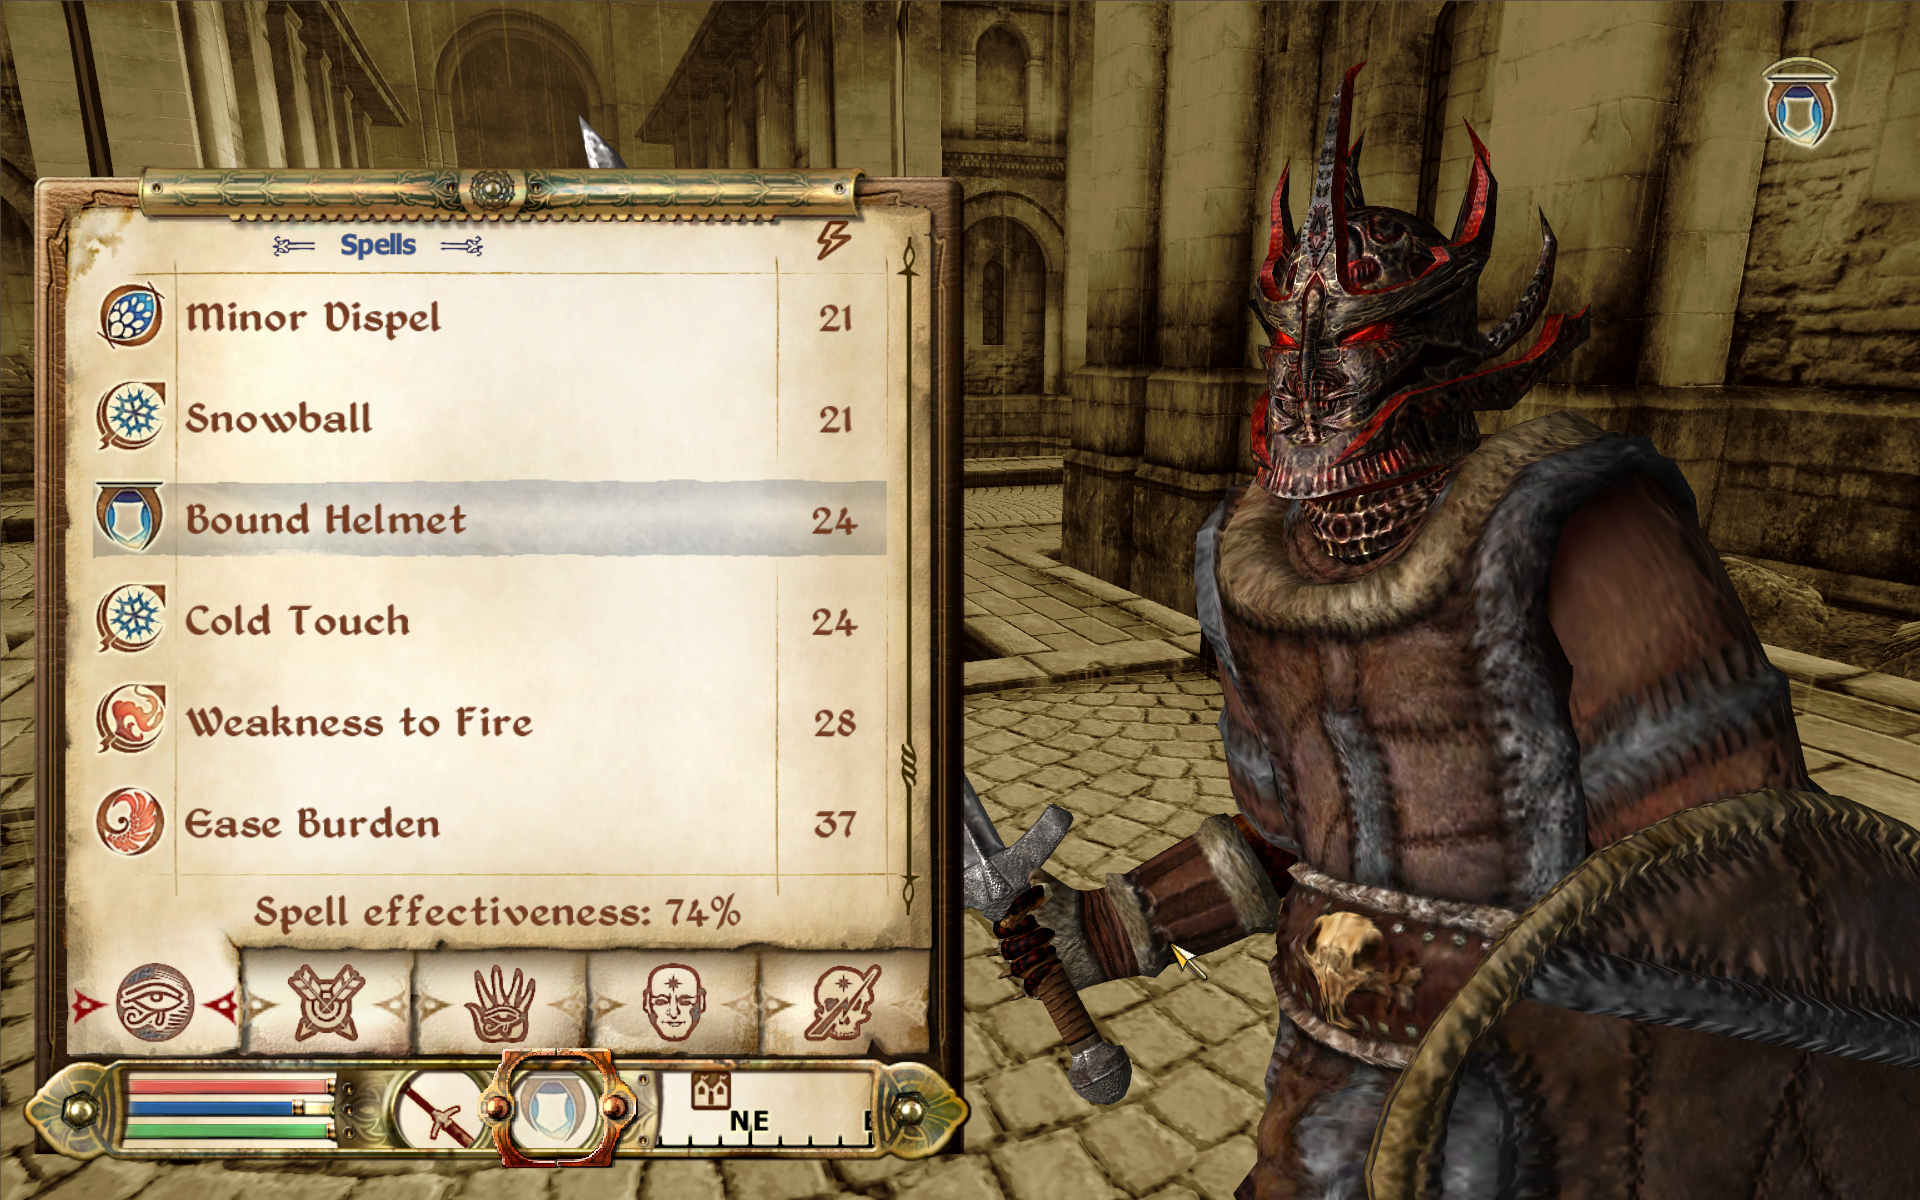 Spells
Minor Dispel 21
Snowball 21
Bound Helmet 24
Cold Touch 24
Weakness to Fire 28
Ease Burden 37
Spell effectiveness: 74%
NE